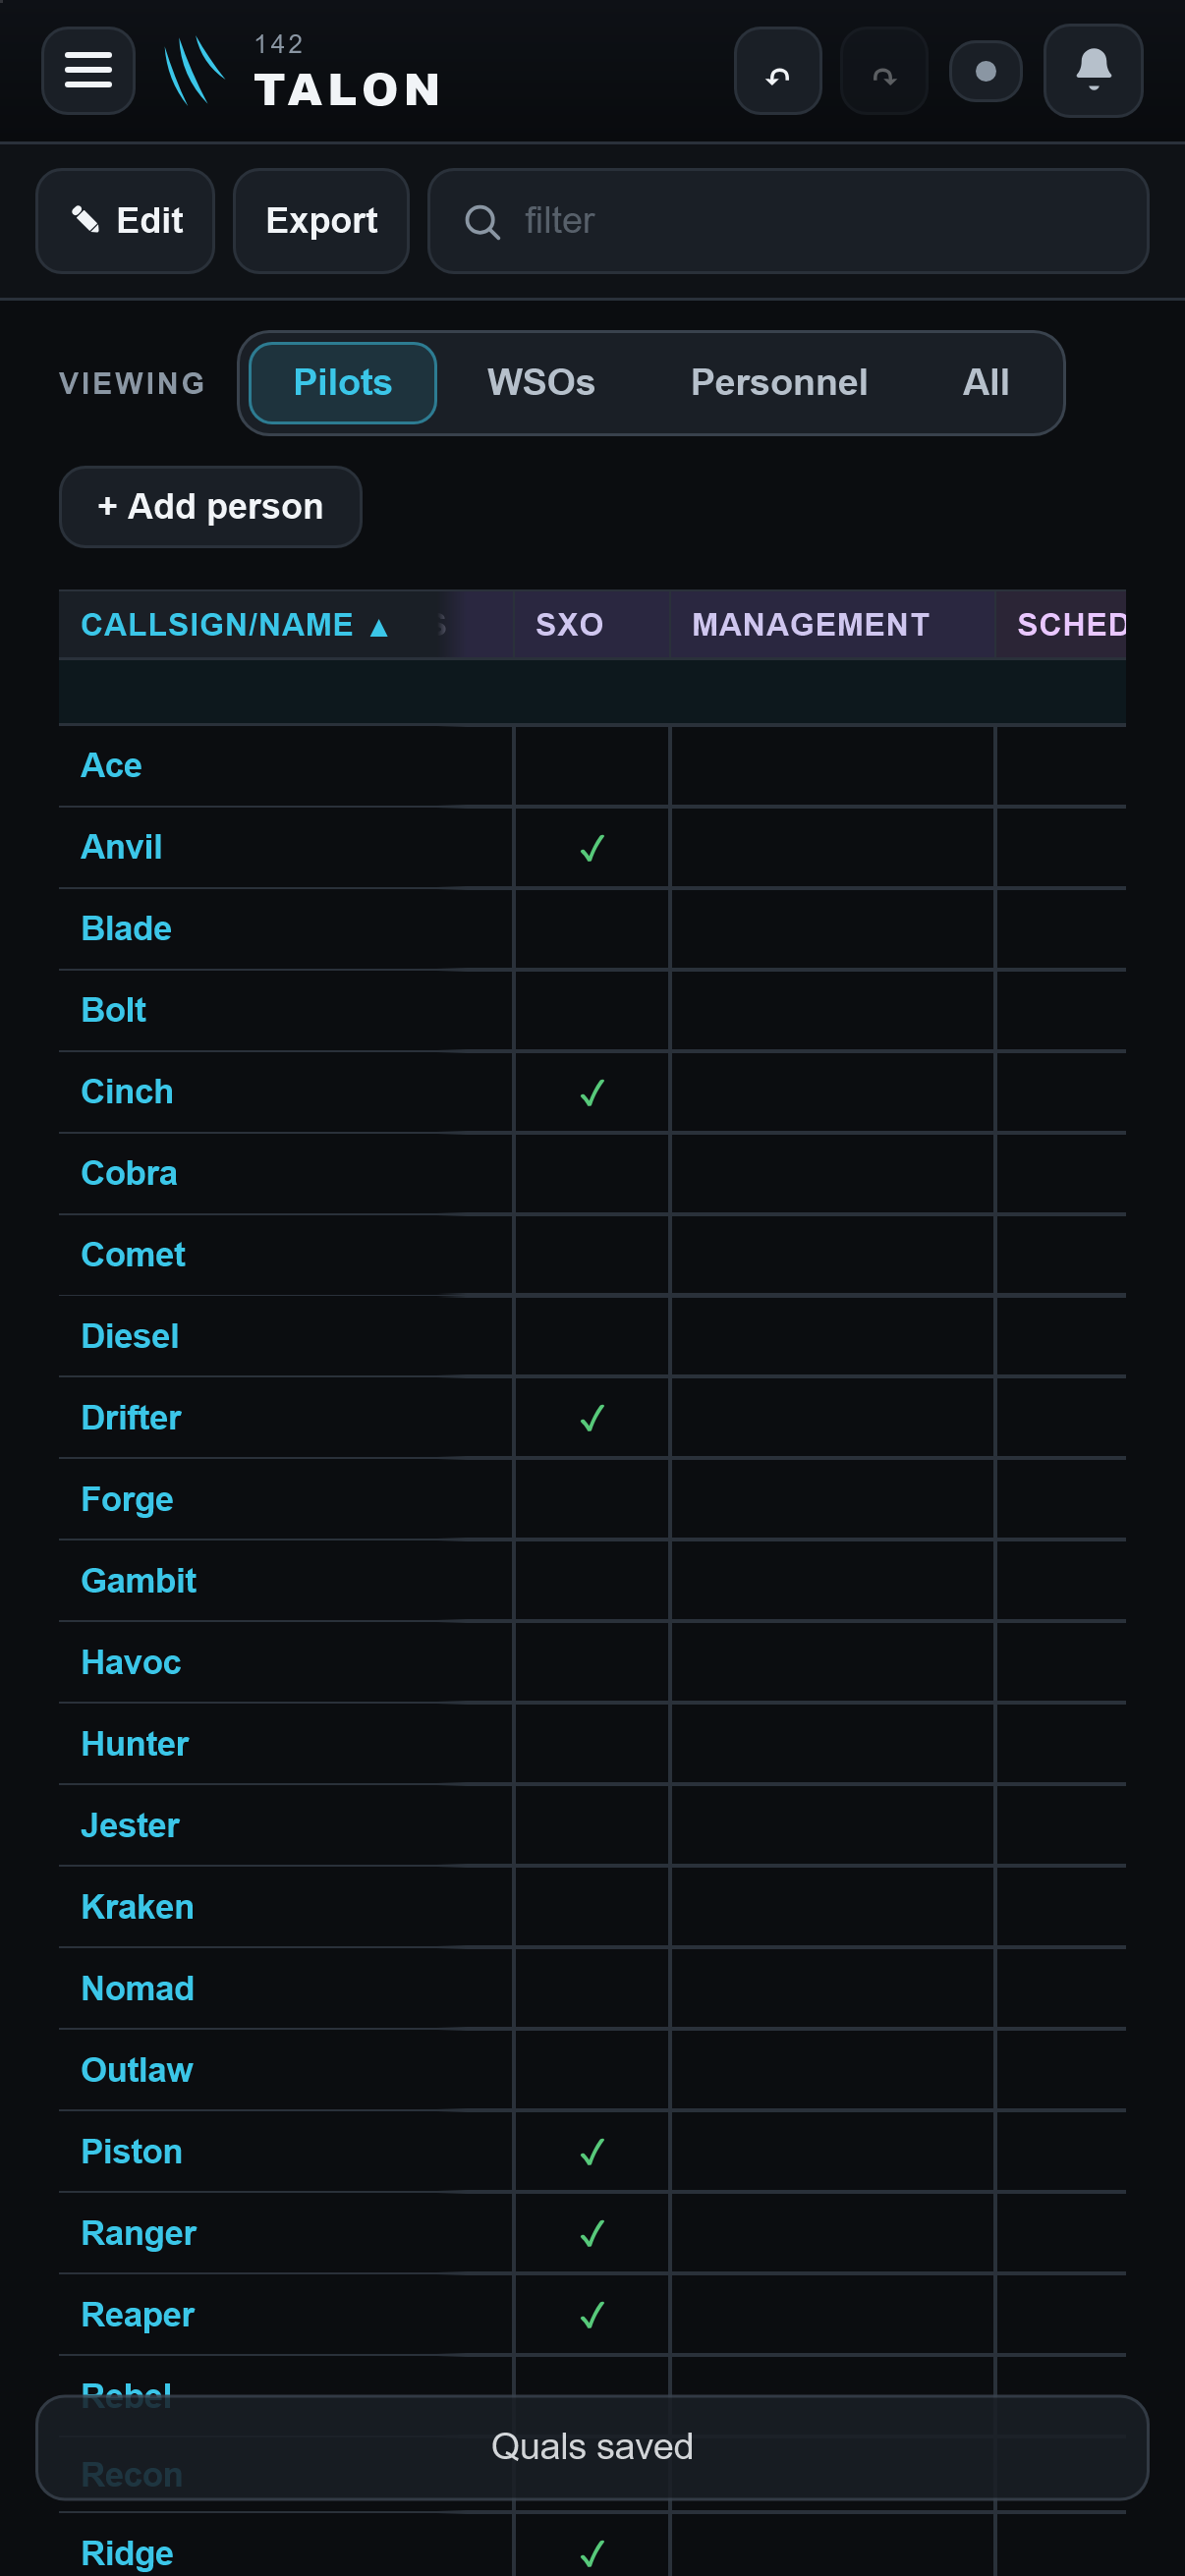 142
TALON
Edit
Export
filter
VIEWING
Pilots
WSOs
Personnel
All
+ Add person
CALLSIGN/NAME ▲ S SXO MANAGEMENT SCHED
Ace
Anvil ✓
Blade
Bolt
Cinch ✓
Cobra
Comet
Diesel
Drifter ✓
Forge
Gambit
Havoc
Hunter
Jester
Kraken
Nomad
Outlaw
Piston ✓
Ranger ✓
Reaper ✓
Rebel
Quals saved
Recon
Ridge ✓